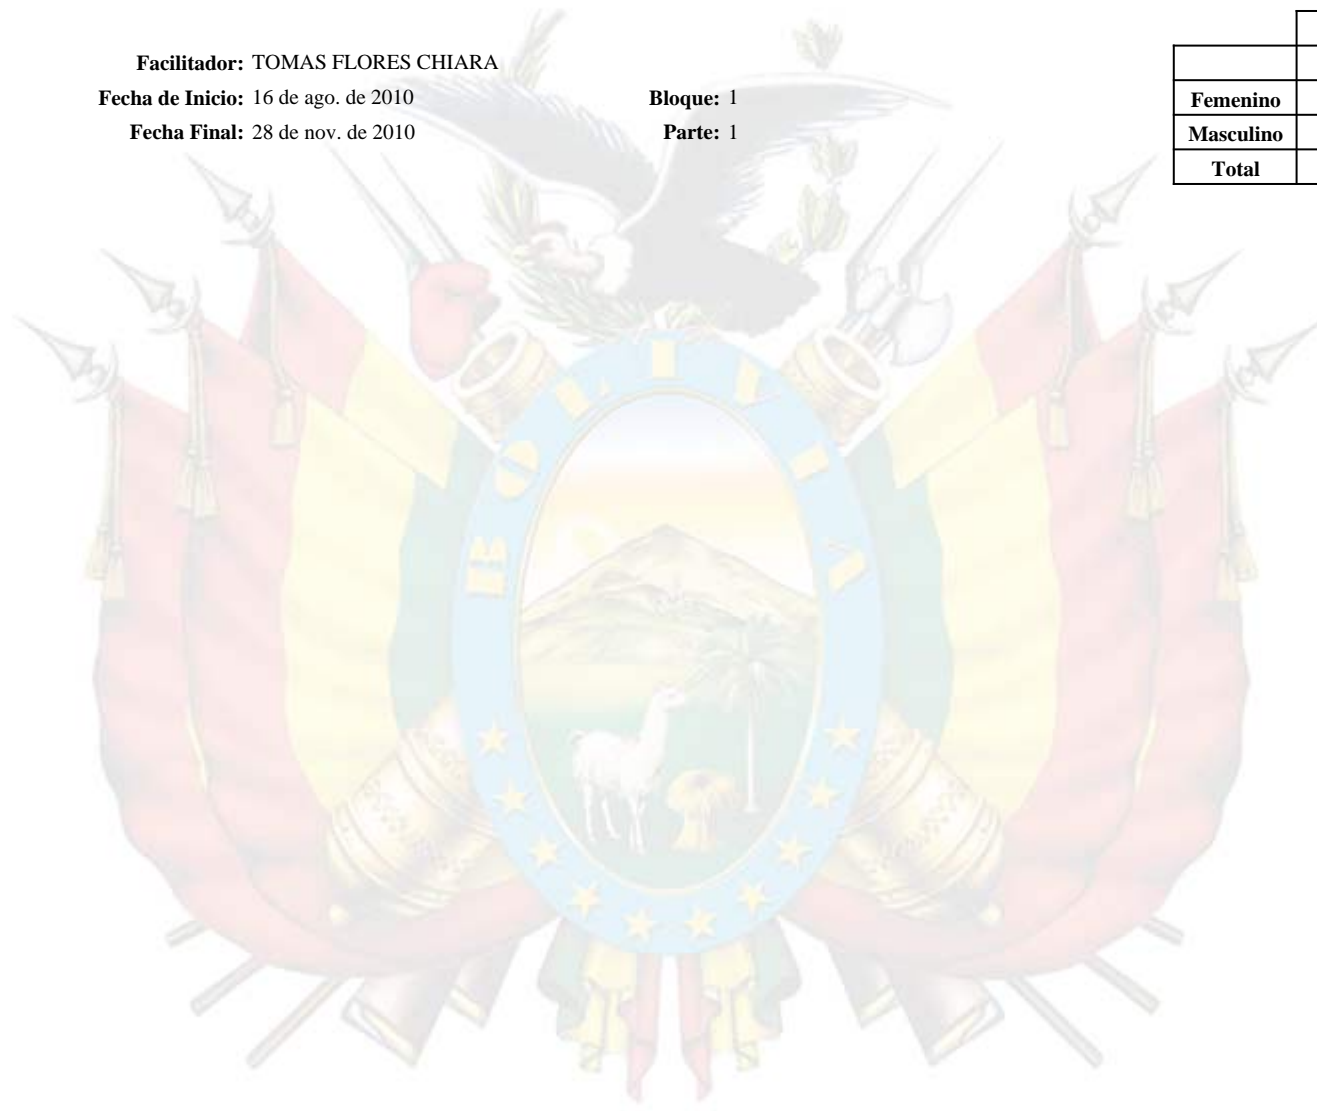 Facilitador: TOMAS FLORES CHIARA
Fecha de Inicio: 16 de ago. de 2010 Bloque: 1
Fecha Final: 28 de nov. de 2010 Parte: 1
Femenino
Masculino
Total
BOLIVIA